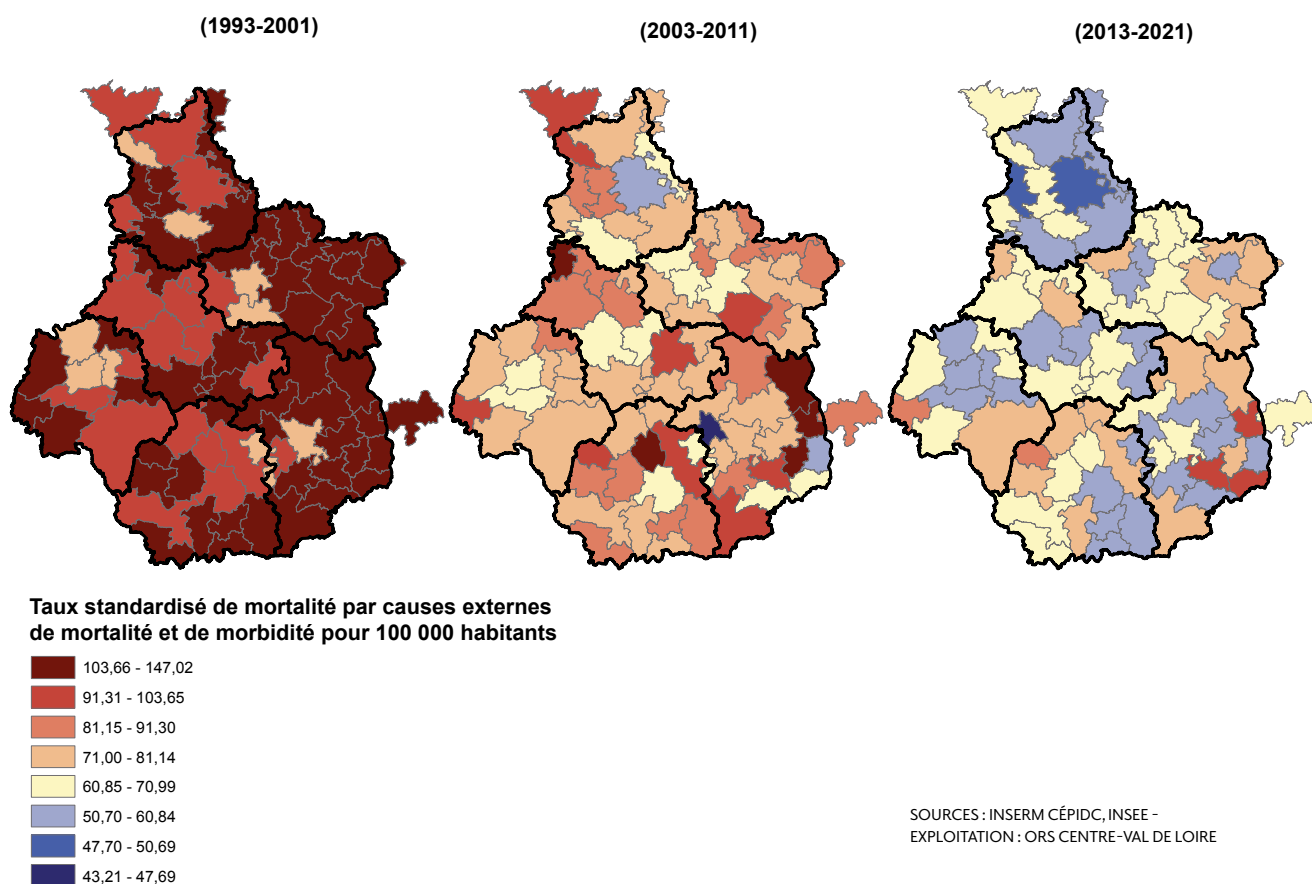 (1993-2001)
(2003-2011)
(2013-2021)
Taux standardisé de mortalité par causes externes
de mortalité et de morbidité pour 100 000 habitants
103,66 - 147,02
91,31 - 103,65
81,15 - 91,30
71,00 - 81,14
60,85 - 70,99
50,70 - 60,84
47,70 - 50,69
43,21 - 47,69
SOURCES : INSERM CÉPIDC, INSEE -
EXPLOITATION : ORS CENTRE-VAL DE LOIRE